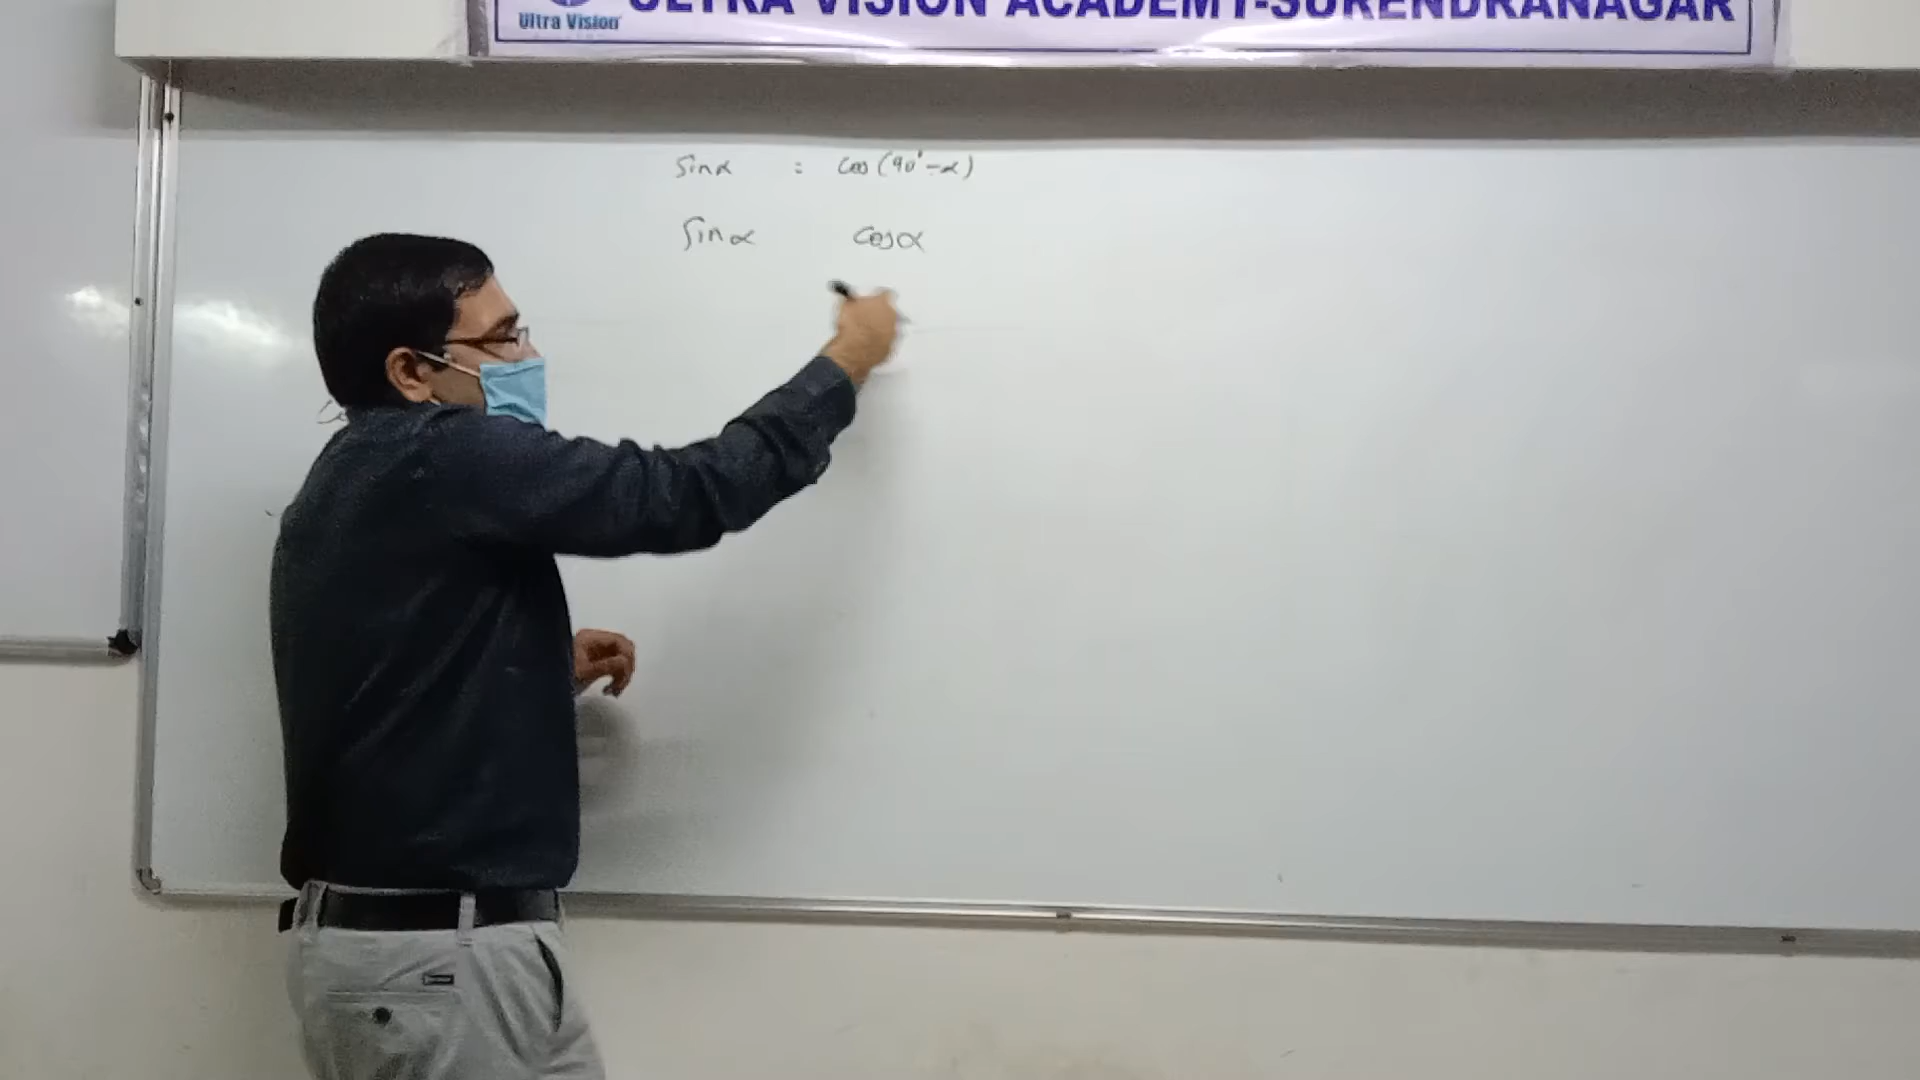 ULTRA VISION ACADEMY-SURENDRANAGAR
Ultra Vision
sinα : cos (90°-α)
sinα cosα